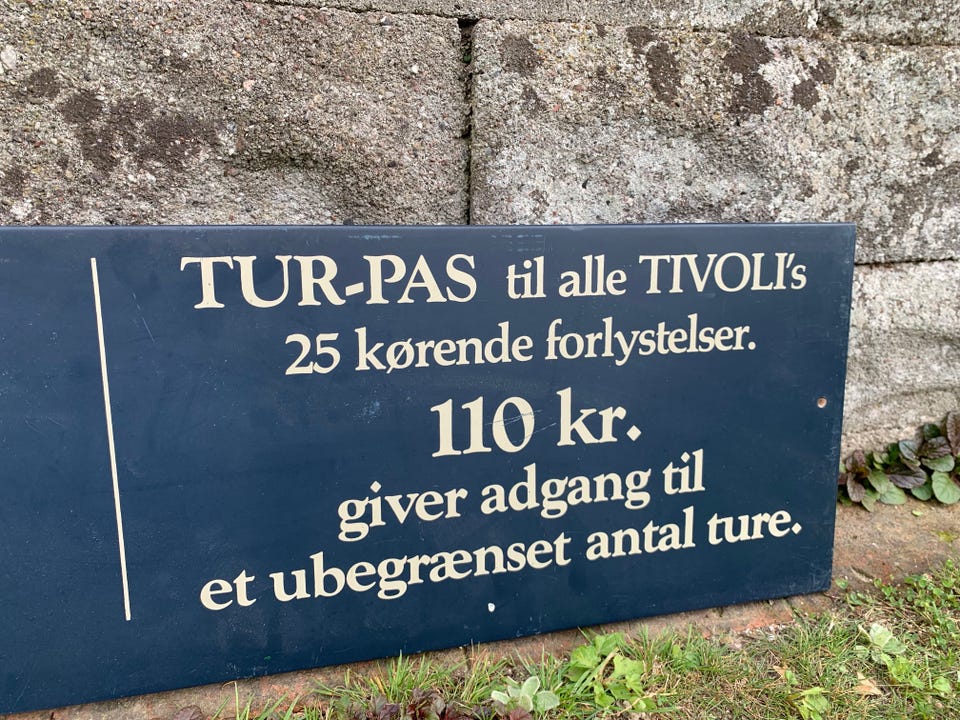 TUR-PAS til alle TIVOLI's
25 kørende forlystelser.
110 kr.
giver adgang til
et ubegrænset antal ture.